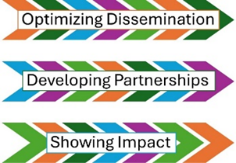 Optimizing Dissemination
Developing Partnerships
Showing Impact